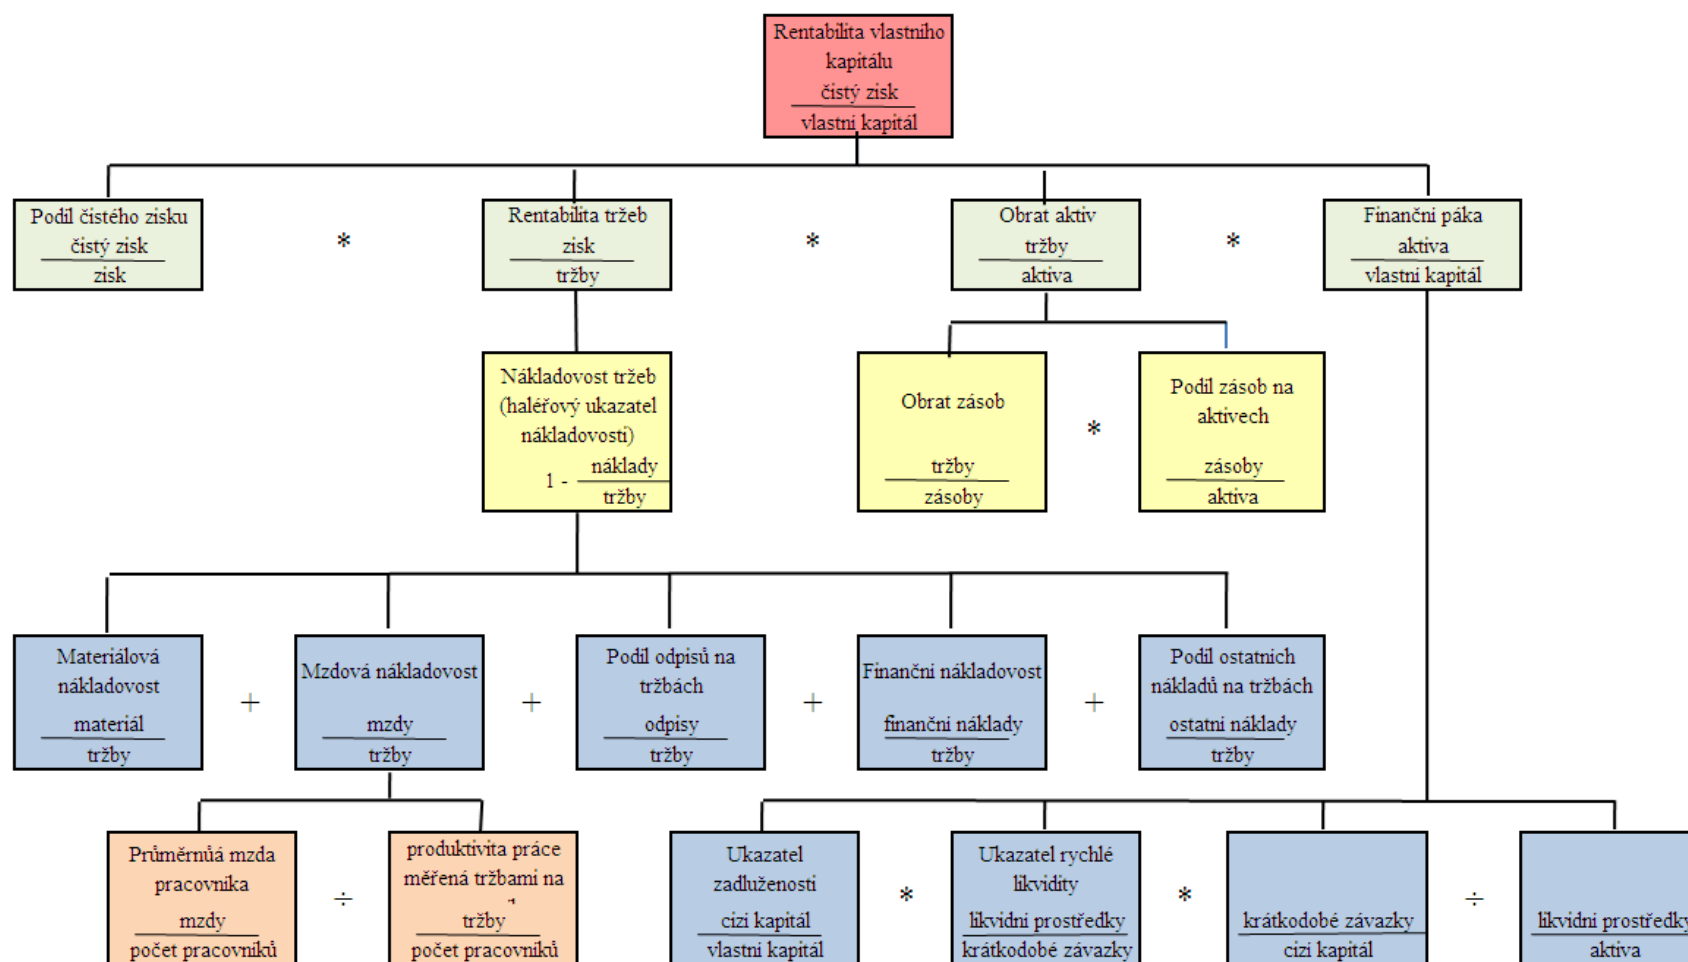 Rentabilita vlastního
kapitálu
čistý zisk
vlastní kapitál
Podíl čistého zisku
čistý zisk
zisk
*
Rentabilita tržeb
zisk
tržby
*
Obrat aktiv
tržby
aktiva
*
Finanční páka
aktiva
vlastní kapitál
Nákladovost tržeb
(haléřový ukazatel
nákladovosti)
1 - náklady
tržby
Obrat zásob
tržby
zásoby
*
Podíl zásob na
aktivech
zásoby
aktiva
Materiálová
nákladovost
materiál
tržby
+
Mzdová nákladovost
mzdy
tržby
+
Podíl odpisů na
tržbách
odpisy
tržby
+
Finanční nákladovost
finanční náklady
tržby
+
Podíl ostatních
nákladů na tržbách
ostatní náklady
tržby
Průměrnůá mzda
pracovníka
mzdy
počet pracovníků
÷
produktivita práce
měřená tržbami na
tržby
počet pracovníků
Ukazatel
zadluženosti
cizí kapitál
vlastní kapitál
*
Ukazatel rychlé
likvidity
likvidní prostředky
krátkodobé závazky
*
krátkodobé závazky
cizí kapitál
÷
likvidní prostředky
aktiva